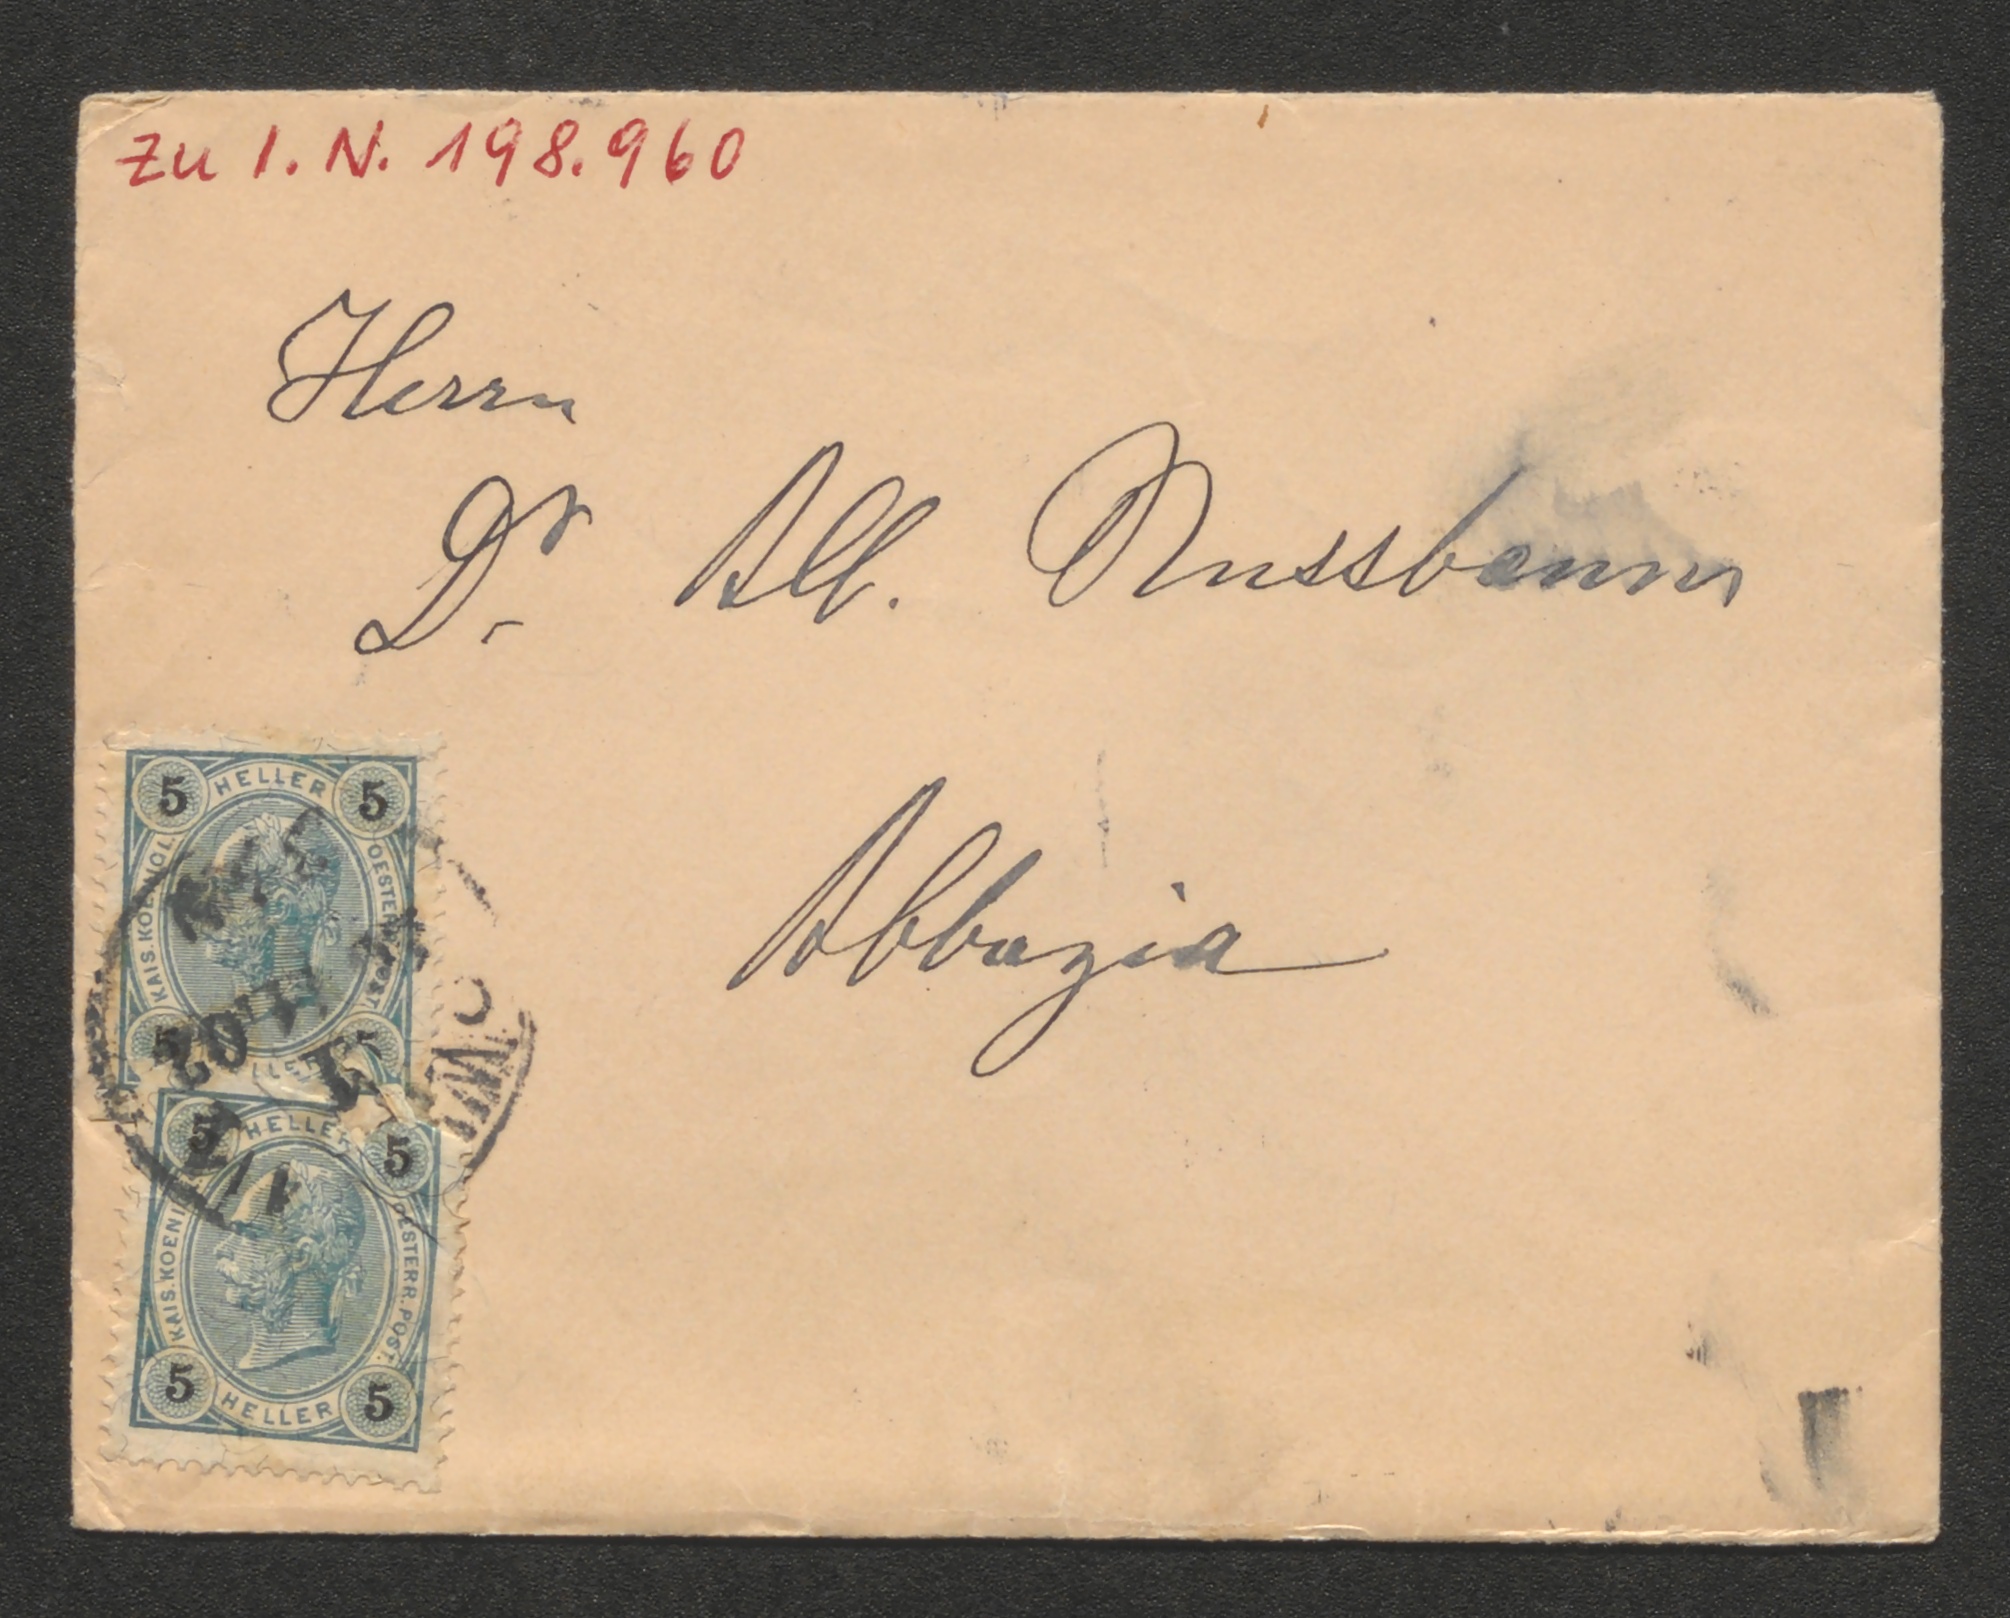 zu I. N. 198.960
Herrn
Dr Alb. Nussbaum
Abbazia
5 HELLER 5
KAIS. KOENIGL. OESTERR. POST.
5 5
02
5 HELLER 5
KAIS. KOENIGL. OESTERR. POST.
5 HELLER 5